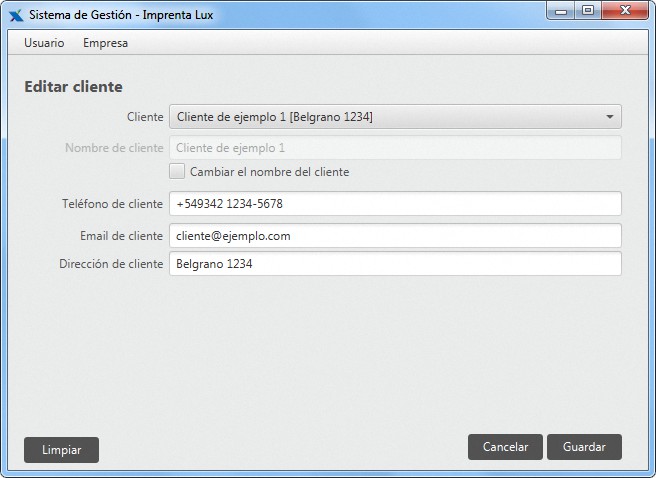 Sistema de Gestión - Imprenta Lux
Usuario Empresa
Editar cliente
Cliente Cliente de ejemplo 1 [Belgrano 1234]
Nombre de cliente Cliente de ejemplo 1
Cambiar el nombre del cliente
Teléfono de cliente +549342 1234-5678
Email de cliente cliente@ejemplo.com
Dirección de cliente Belgrano 1234
Limpiar Cancelar Guardar